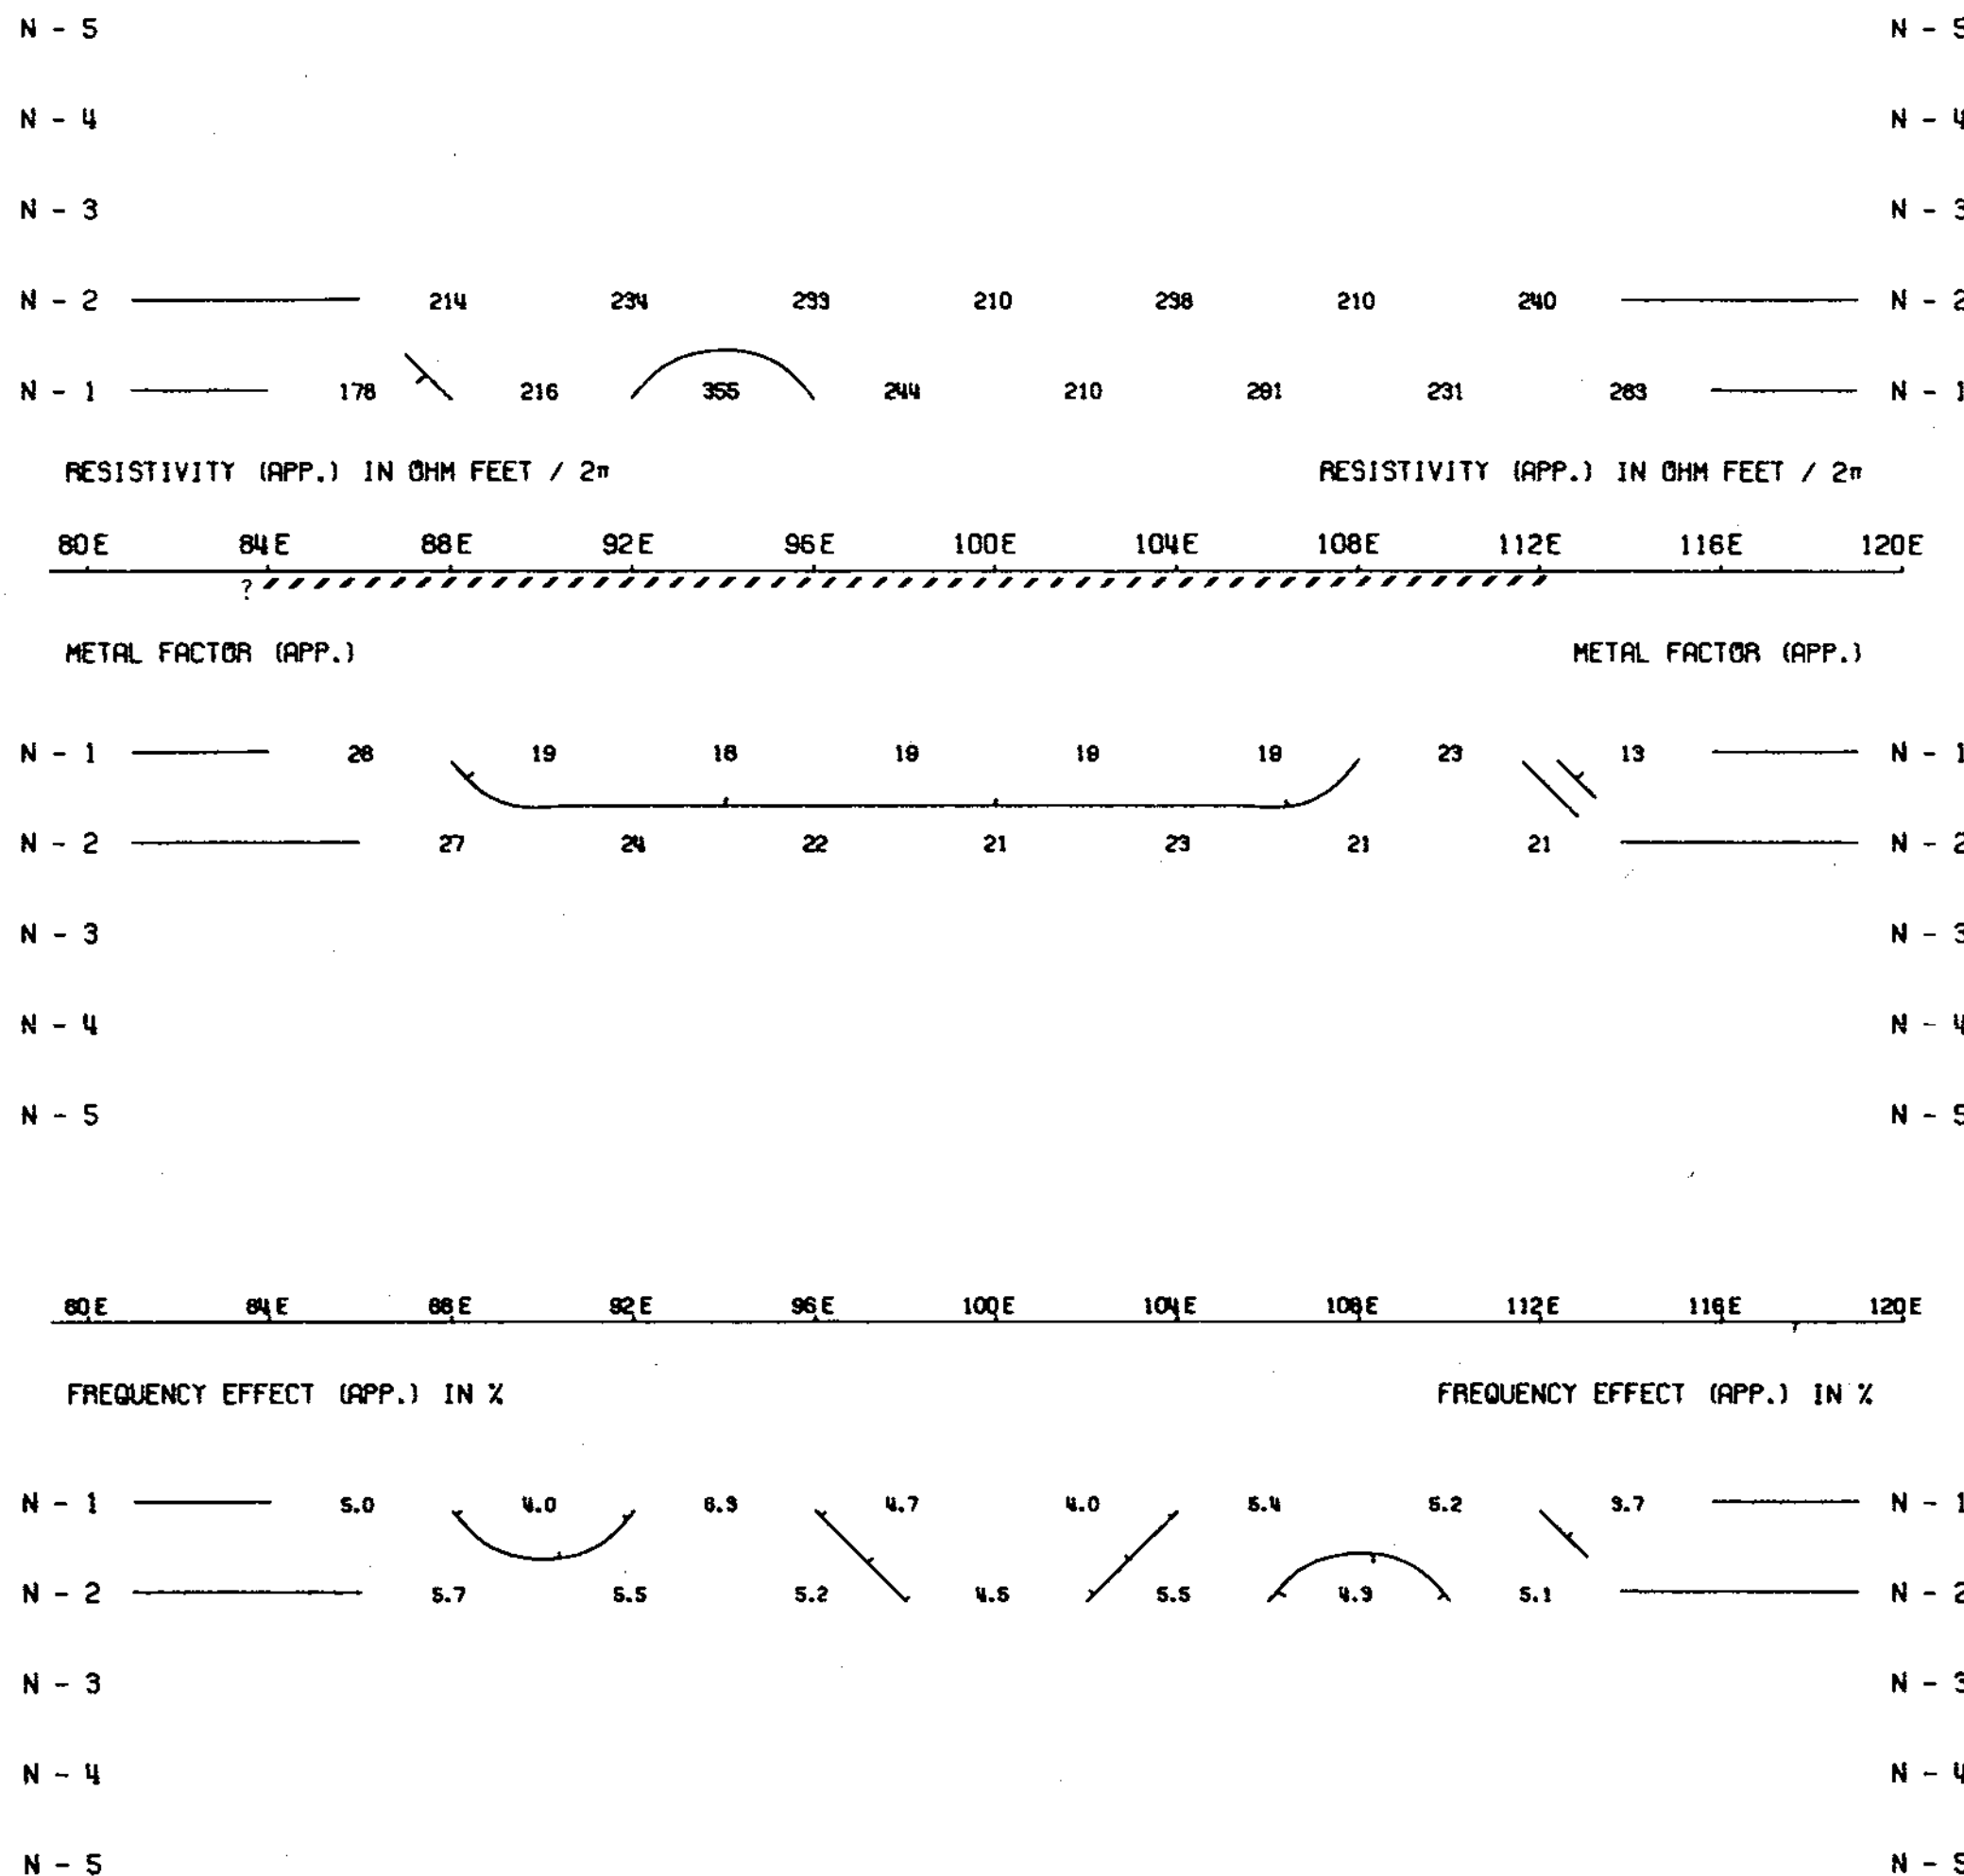 N - 5 N - 5
N - 4 N - 4
N - 3 N - 3
N - 2 214 234 233 210 238 210 240 N - 2
N - 1 178 216 355 244 210 281 231 283 N - 1
RESISTIVITY (APP.) IN OHM FEET / 2π RESISTIVITY (APP.) IN OHM FEET / 2π
80E 84E 88E 92E 96E 100E 104E 108E 112E 116E 120E
?
METAL FACTOR (APP.) METAL FACTOR (APP.)
N - 1 28 19 18 19 19 19 23 13 N - 1
N - 2 27 24 22 21 23 21 21 N - 2
N - 3 N - 3
N - 4 N - 4
N - 5 N - 5
80E 84E 88E 92E 96E 100E 104E 108E 112E 116E 120E
FREQUENCY EFFECT (APP.) IN % FREQUENCY EFFECT (APP.) IN %
N - 1 5.0 4.0 6.3 4.7 4.0 5.4 5.2 3.7 N - 1
N - 2 5.7 5.5 5.2 4.5 5.5 4.3 5.1 N - 2
N - 3 N - 3
N - 4 N - 4
N - 5 N - 5